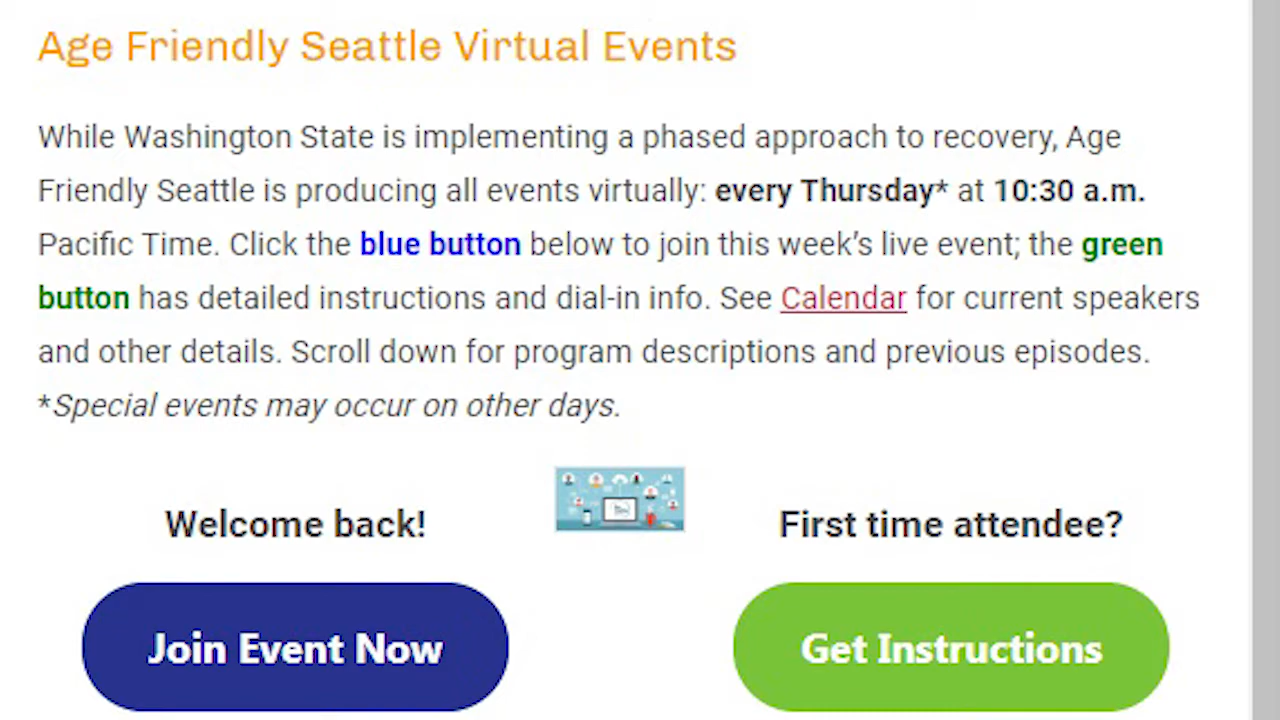 Age Friendly Seattle Virtual Events
While Washington State is implementing a phased approach to recovery, Age
Friendly Seattle is producing all events virtually: every Thursday* at 10:30 a.m.
Pacific Time. Click the blue button below to join this week’s live event; the green
button has detailed instructions and dial-in info. See Calendar for current speakers
and other details. Scroll down for program descriptions and previous episodes.
*Special events may occur on other days.
Welcome back!
First time attendee?
Join Event Now
Get Instructions